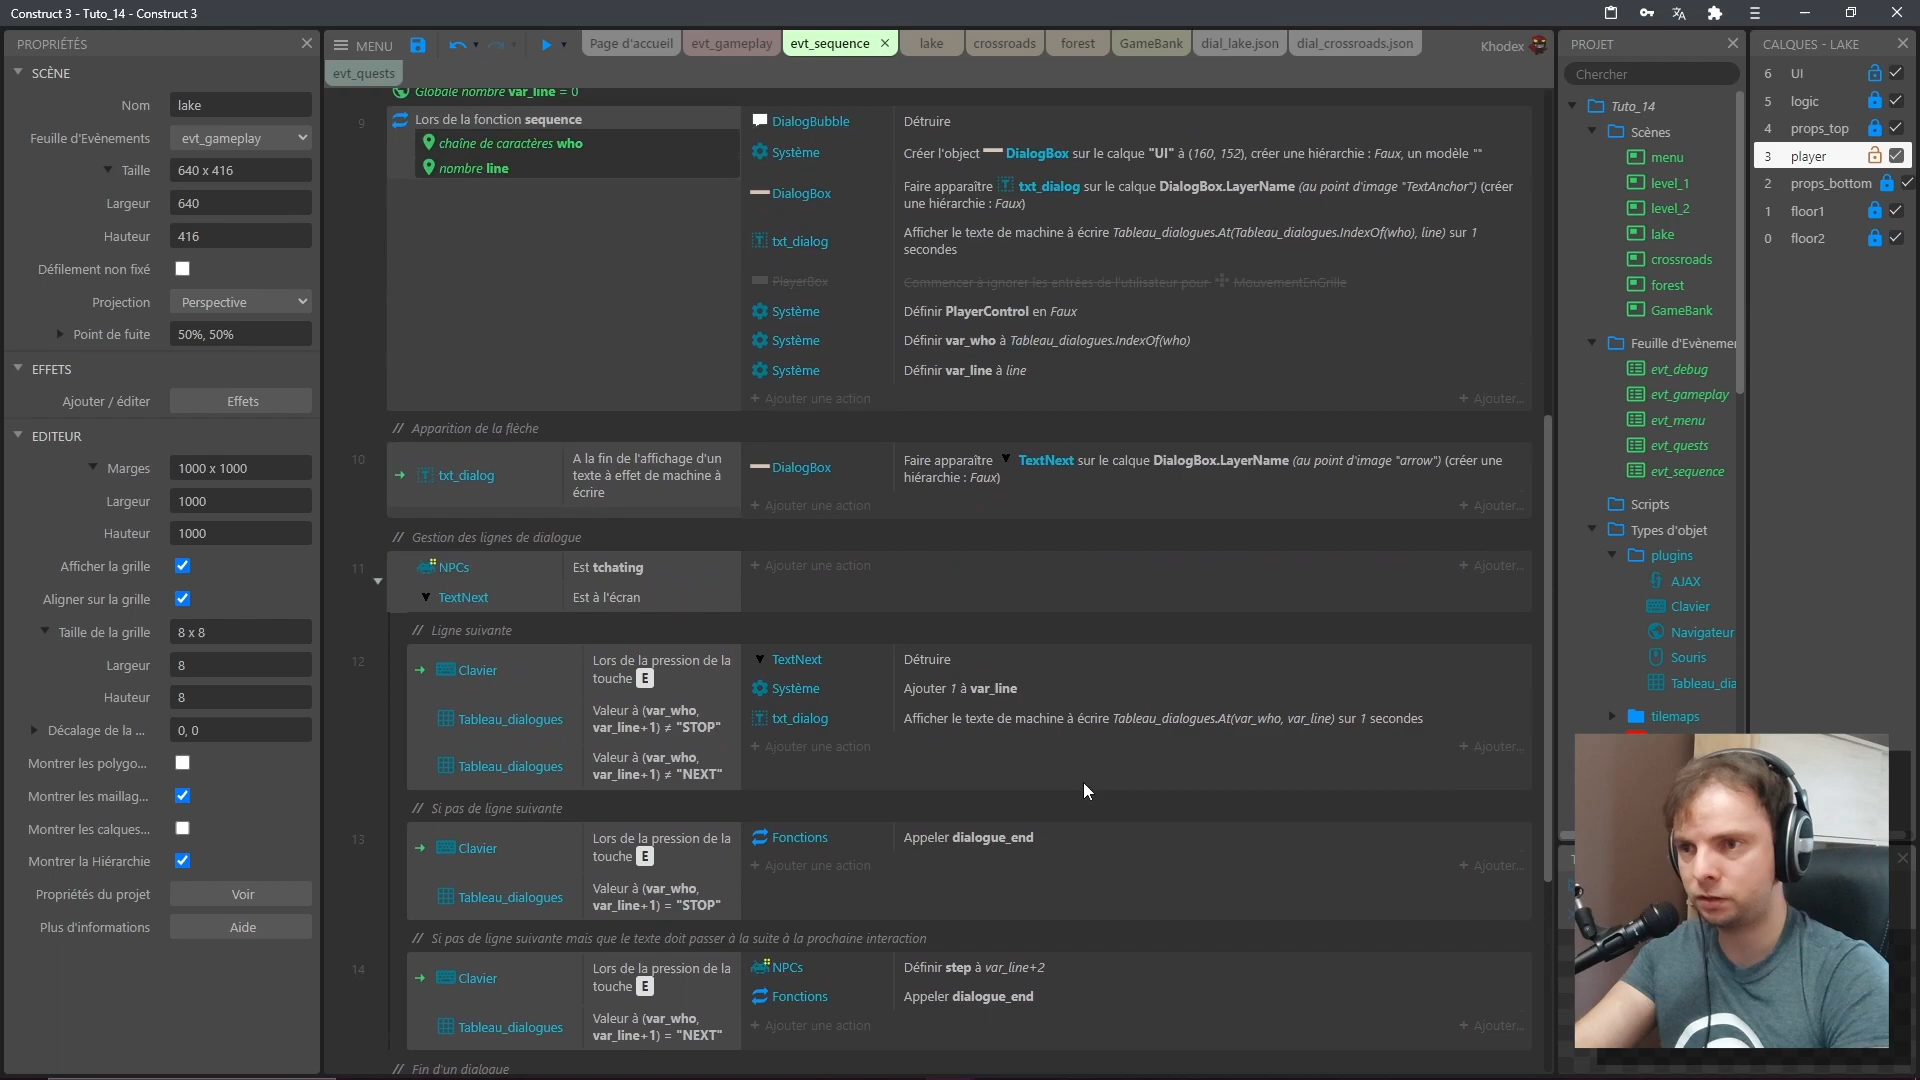 Construct 3 - Tuto_14 - Construct 3
PROPRIÉTÉS
SCÈNE
Nom
lake
Feuille d'Evènements
evt_gameplay
Taille
640 x 416
Largeur
640
Hauteur
416
Défilement non fixé
Projection
Perspective
Point de fuite
50%, 50%
EFFETS
Ajouter / éditer
Effets
EDITEUR
Marges
1000 x 1000
Largeur
1000
Hauteur
1000
Afficher la grille
Aligner sur la grille
Taille de la grille
8 x 8
Largeur
8
Hauteur
8
Décalage de la ...
0, 0
Montrer les polygo...
Montrer les maillag...
Montrer les calques...
Montrer la Hiérarchie
Propriétés du projet
Voir
Plus d'informations
Aide
MENU
Page d'accueil
evt_gameplay
evt_sequence
lake
crossroads
forest
GameBank
dial_lake.json
dial_crossroads.json
Khodex
evt_quests
Globale nombre var_line = 0
9
Lors de la fonction sequence
chaîne de caractères who
nombre line
DialogBubble
Détruire
Système
Créer l'object DialogBox sur le calque "UI" à (160, 152), créer une hiérarchie : Faux, un modèle ""
DialogBox
Faire apparaître txt_dialog sur le calque DialogBox.LayerName (au point d'image "TextAnchor") (créer
une hiérarchie : Faux)
txt_dialog
Afficher le texte de machine à écrire Tableau_dialogues.At(Tableau_dialogues.IndexOf(who), line) sur 1
secondes
PlayerBox
Commencer à ignorer les entrées de l'utilisateur pour MouvementEnGrille
Système
Définir PlayerControl en Faux
Système
Définir var_who à Tableau_dialogues.IndexOf(who)
Système
Définir var_line à line
+ Ajouter une action
+ Ajouter...
// Apparition de la flèche
10
txt_dialog
A la fin de l'affichage d'un
texte à effet de machine à
écrire
DialogBox
Faire apparaître TextNext sur le calque DialogBox.LayerName (au point d'image "arrow") (créer une
hiérarchie : Faux)
+ Ajouter une action
+ Ajouter...
// Gestion des lignes de dialogue
11
NPCs
Est tchating
TextNext
Est à l'écran
+ Ajouter une action
+ Ajouter...
// Ligne suivante
12
Clavier
Lors de la pression de la
touche E
Tableau_dialogues
Valeur à (var_who,
var_line+1) ≠ "STOP"
Tableau_dialogues
Valeur à (var_who,
var_line+1) ≠ "NEXT"
TextNext
Détruire
Système
Ajouter 1 à var_line
txt_dialog
Afficher le texte de machine à écrire Tableau_dialogues.At(var_who, var_line) sur 1 secondes
+ Ajouter une action
+ Ajouter...
// Si pas de ligne suivante
13
Clavier
Lors de la pression de la
touche E
Tableau_dialogues
Valeur à (var_who,
var_line+1) = "STOP"
Fonctions
Appeler dialogue_end
+ Ajouter une action
+ Ajouter...
// Si pas de ligne suivante mais que le texte doit passer à la suite à la prochaine interaction
14
Clavier
Lors de la pression de la
touche E
Tableau_dialogues
Valeur à (var_who,
var_line+1) = "NEXT"
NPCs
Définir step à var_line+2
Fonctions
Appeler dialogue_end
+ Ajouter une action
+ Ajouter...
// Fin d'un dialogue
PROJET
Chercher
Tuto_14
Scènes
menu
level_1
level_2
lake
crossroads
forest
GameBank
Feuille d'Evèneme
evt_debug
evt_gameplay
evt_menu
evt_quests
evt_sequence
Scripts
Types d'objet
plugins
AJAX
Clavier
Navigateur
Souris
Tableau_dia
tilemaps
CALQUES - LAKE
6 UI
5 logic
4 props_top
3 player
2 props_bottom
1 floor1
0 floor2